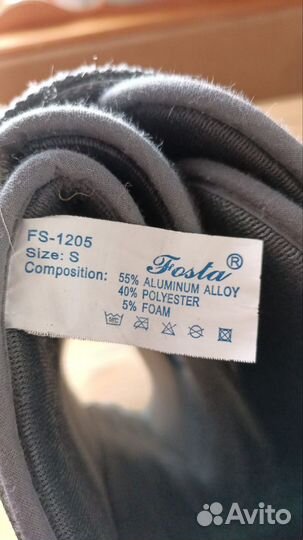 FS-1205
Fosta ®
Size: S
Composition: 55% ALUMINUM ALLOY
40% POLYESTER
5% FOAM
Avito